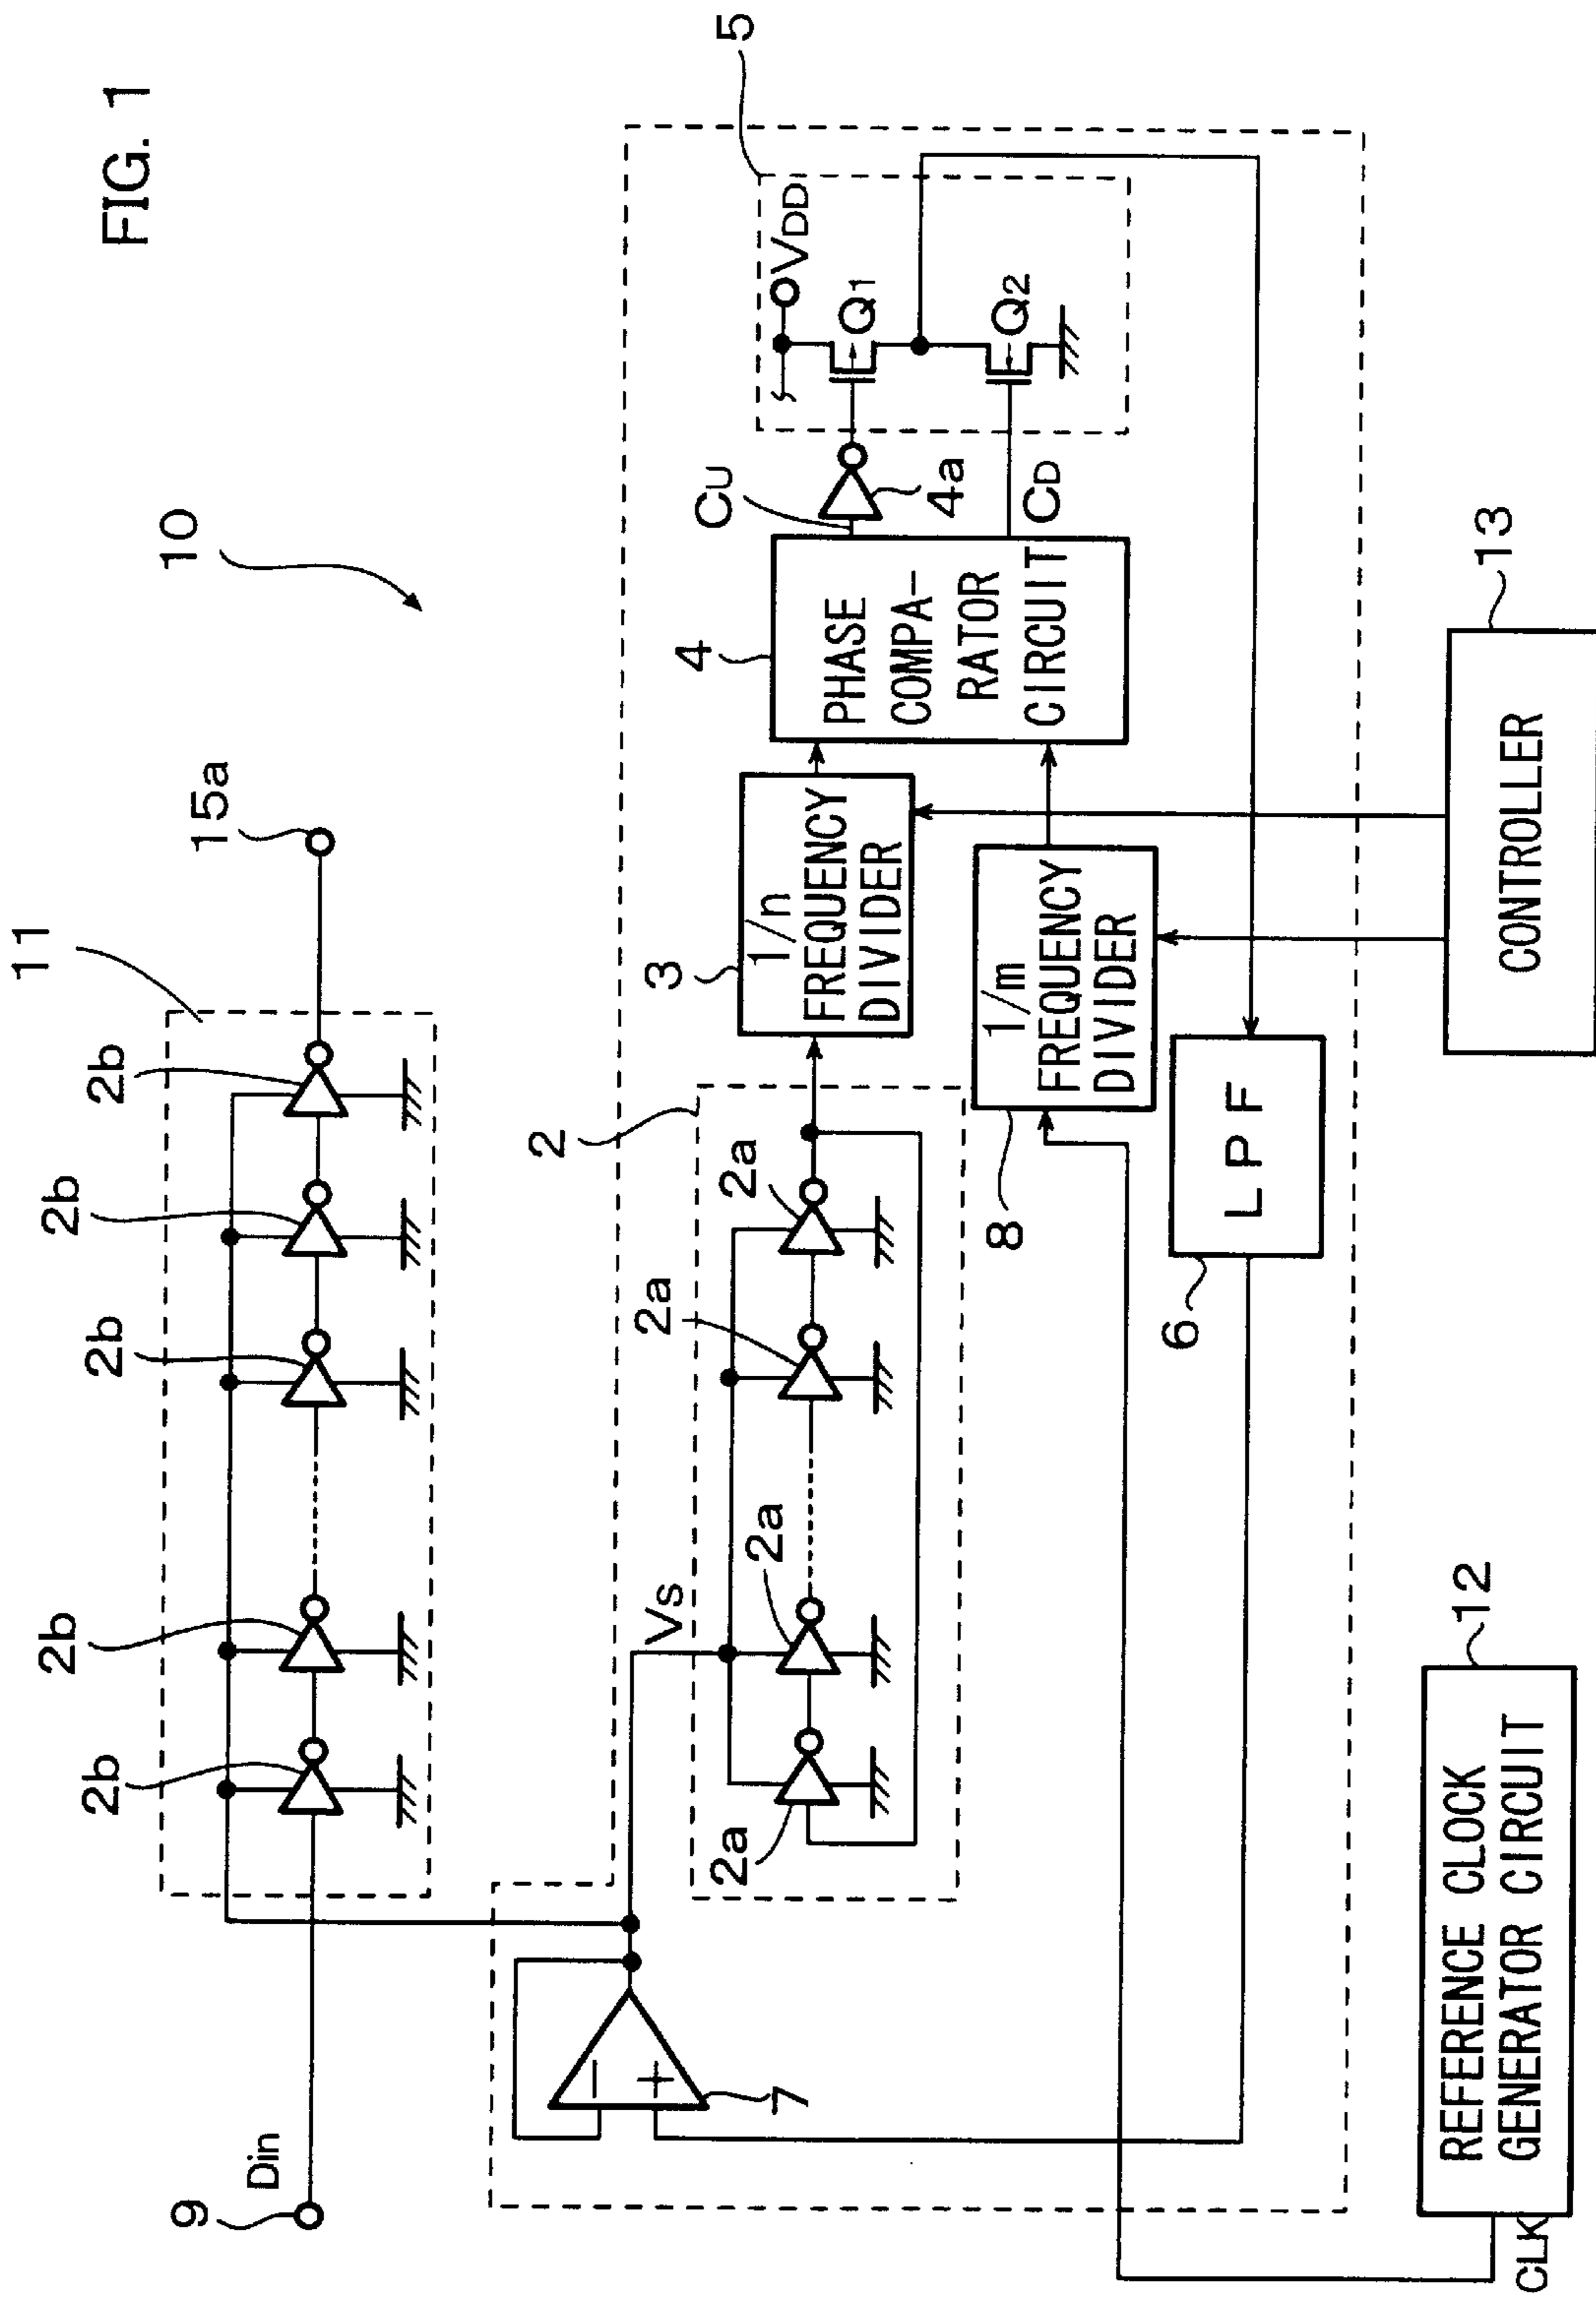 FIG. 1
10
11
15a
2b
2b
2b
2b
2b
9
Din
5
VDD
Q1
Q2
CU
4a
CD
4
PHASE
COMPA-
RATOR
CIRCUIT
3
1/n
FREQUENCY
DIVIDER
8
1/m
FREQUENCY
DIVIDER
2
2a
2a
2a
2a
Vs
6
LPF
7
13
CONTROLLER
12
REFERENCE CLOCK
GENERATOR CIRCUIT
CLK